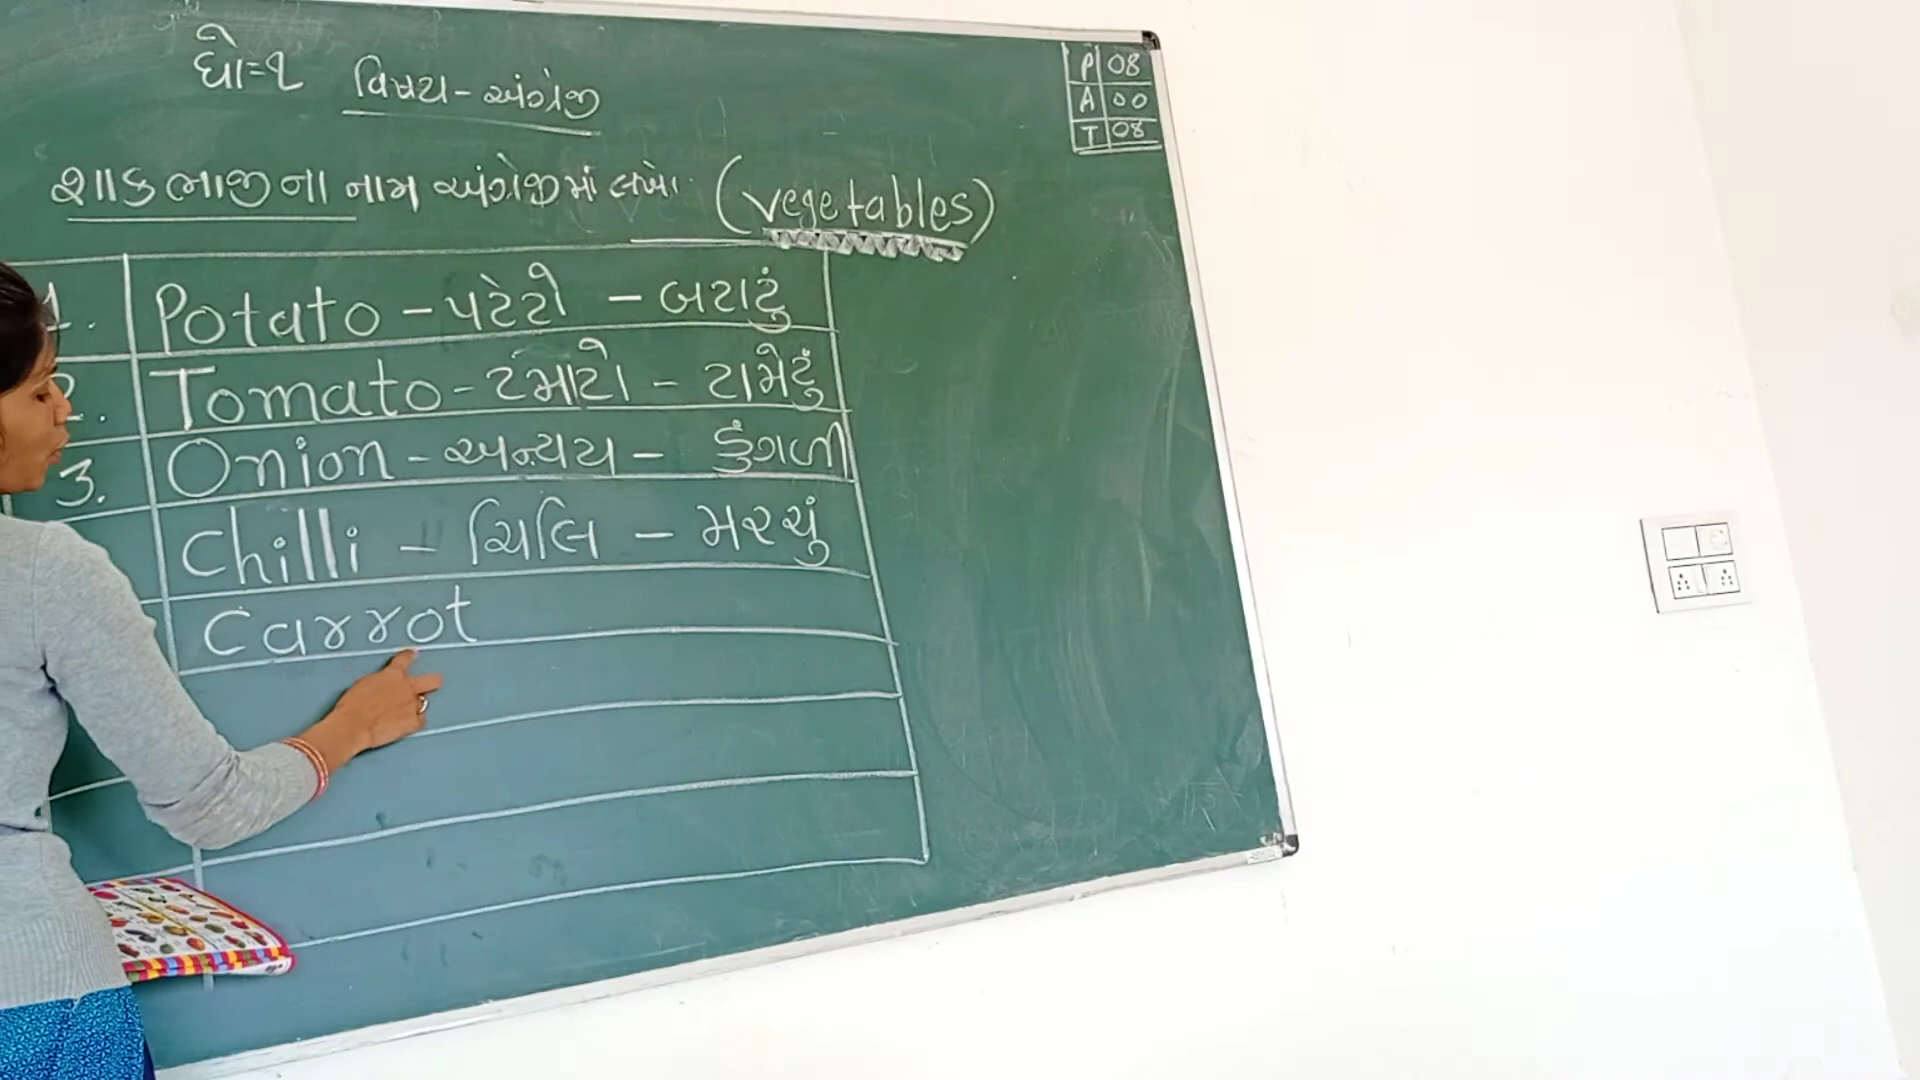 ધો=૨ વિષય - અંગ્રેજી
P 08
A 00
T 08
શાકભાજીના નામ અંગ્રેજીમાં લખો. (vegetables)
1. Potato - પટેટો - બટાટું
2. Tomato - ટમાટો - ટામેટું
3. Onion - અન્યય - ડુંગળી
Chilli - ચિલિ - મરચું
Carrot